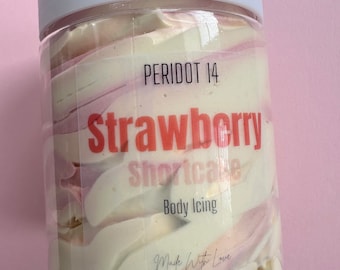 PERIDOT 14
Strawberry
Shortcake
Body Icing
Made With Love